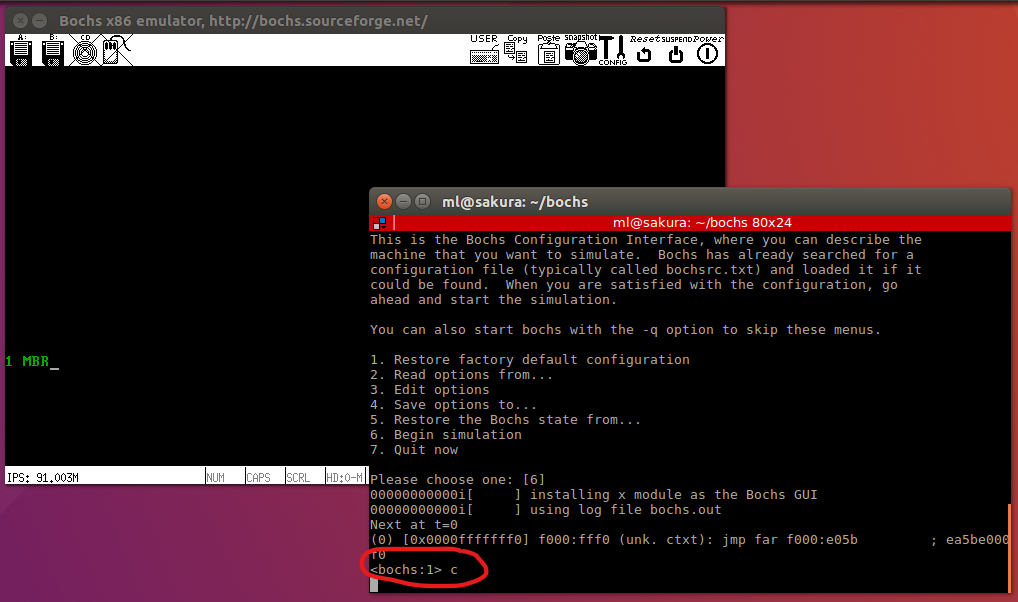 Bochs x86 emulator, http://bochs.sourceforge.net/
A: B: CD USER Copy Poste snapshot CONFIG Reset SUSPEND Power
ml@sakura: ~/bochs
ml@sakura: ~/bochs 80x24
This is the Bochs Configuration Interface, where you can describe the
machine that you want to simulate.  Bochs has already searched for a
configuration file (typically called bochsrc.txt) and loaded it if it
could be found.  When you are satisfied with the configuration, go
ahead and start the simulation.
You can also start bochs with the -q option to skip these menus.
1. Restore factory default configuration
2. Read options from...
3. Edit options
4. Save options to...
5. Restore the Bochs state from...
6. Begin simulation
7. Quit now
Please choose one: [6]
00000000000i[     ] installing x module as the Bochs GUI
00000000000i[     ] using log file bochs.out
Next at t=0
(0) [0x0000fffffff0] f000:fff0 (unk. ctxt): jmp far f000:e05b         ; ea5be000
f0
<bochs:1> c
1 MBR_
IPS: 91.003M NUM CAPS SCRL HD:0-M